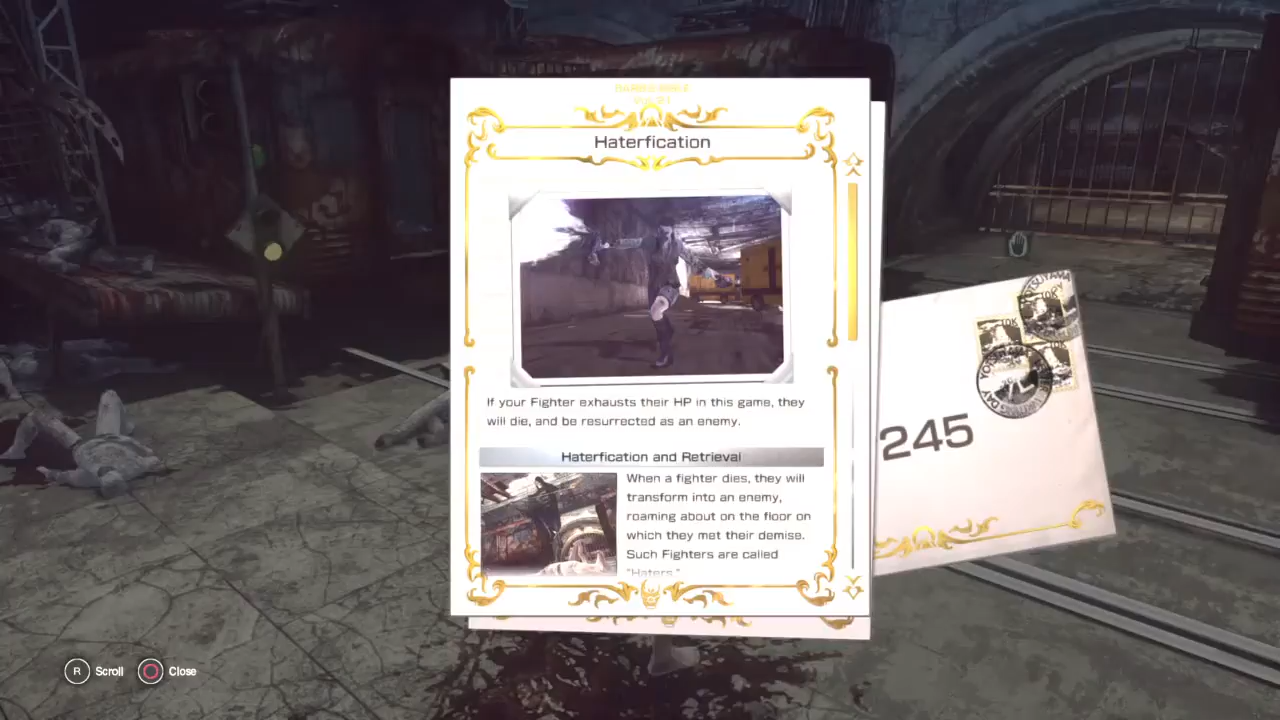 Haterfication
If your Fighter exhausts their HP in this game, they
will die, and be resurrected as an enemy.
Haterfication and Retrieval
When a fighter dies, they will
transform into an enemy,
roaming about on the floor on
which they met their demise.
Such Fighters are called
"Haters."
245
R Scroll Close